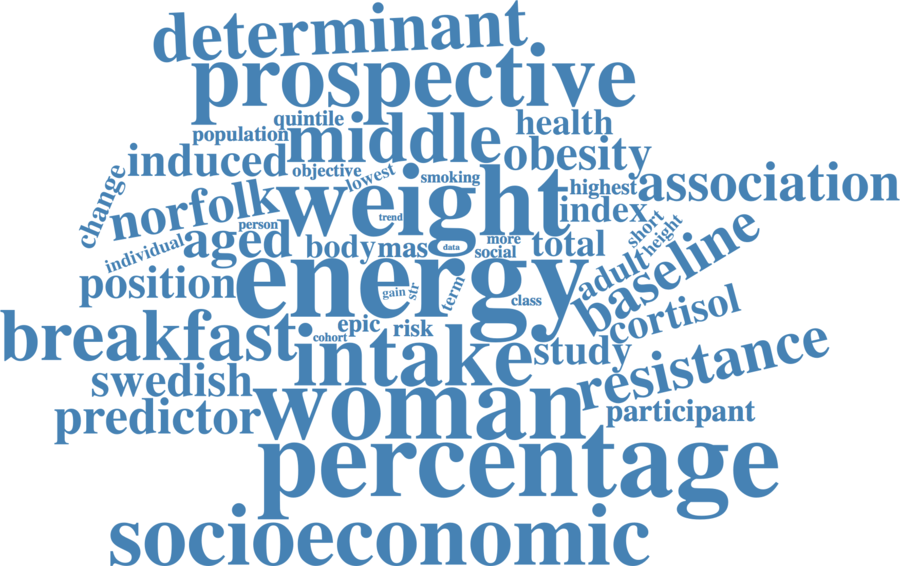 determinant
prospective
quintile
population
middle
health
induced
objective
obesity
lowest
smoking
change
norfolk
weight
highest
association
person
trend
index
short
individual
aged
body
mas
data
more
social
total
height
baseline
position
energy
adult
gain
str
term
class
cortisol
breakfast
epic
risk
cohort
intake
study
resistance
swedish
woman
predictor
participant
percentage
socioeconomic